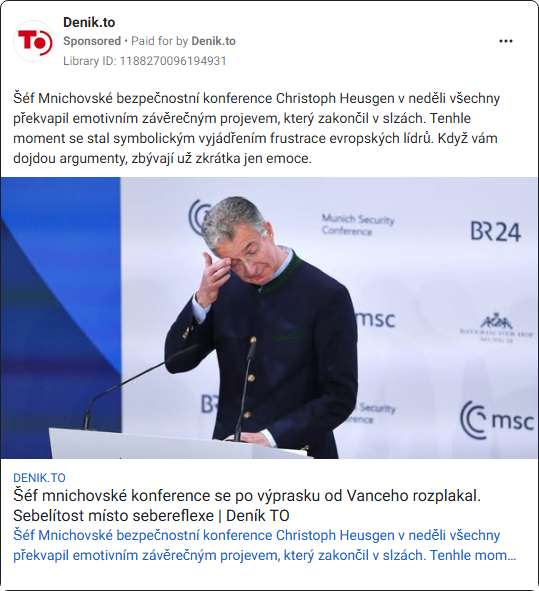 Denik.to
Sponsored • Paid for by Denik.to
Library ID: 1188270096194931
Šéf Mnichovské bezpečnostní konference Christoph Heusgen v neděli všechny
překvapil emotivním závěrečným projevem, který zakončil v slzách. Tenhle
moment se stal symbolickým vyjádřením frustrace evropských lídrů. Když vám
dojdou argumenty, zbývají už zkrátka jen emoce.
TO
Munich Security
Conference
BR24
msc
BAYERISCHER HOF
MUNICH
BR
Security
Conference
msc
DENIK.TO
Šéf mnichovské konference se po výprasku od Vanceho rozplakal.
Sebelítost místo sebereflexe | Deník TO
Šéf Mnichovské bezpečnostní konference Christoph Heusgen v neděli všechny
překvapil emotivním závěrečným projevem, který zakončil v slzách. Tenhle mom...